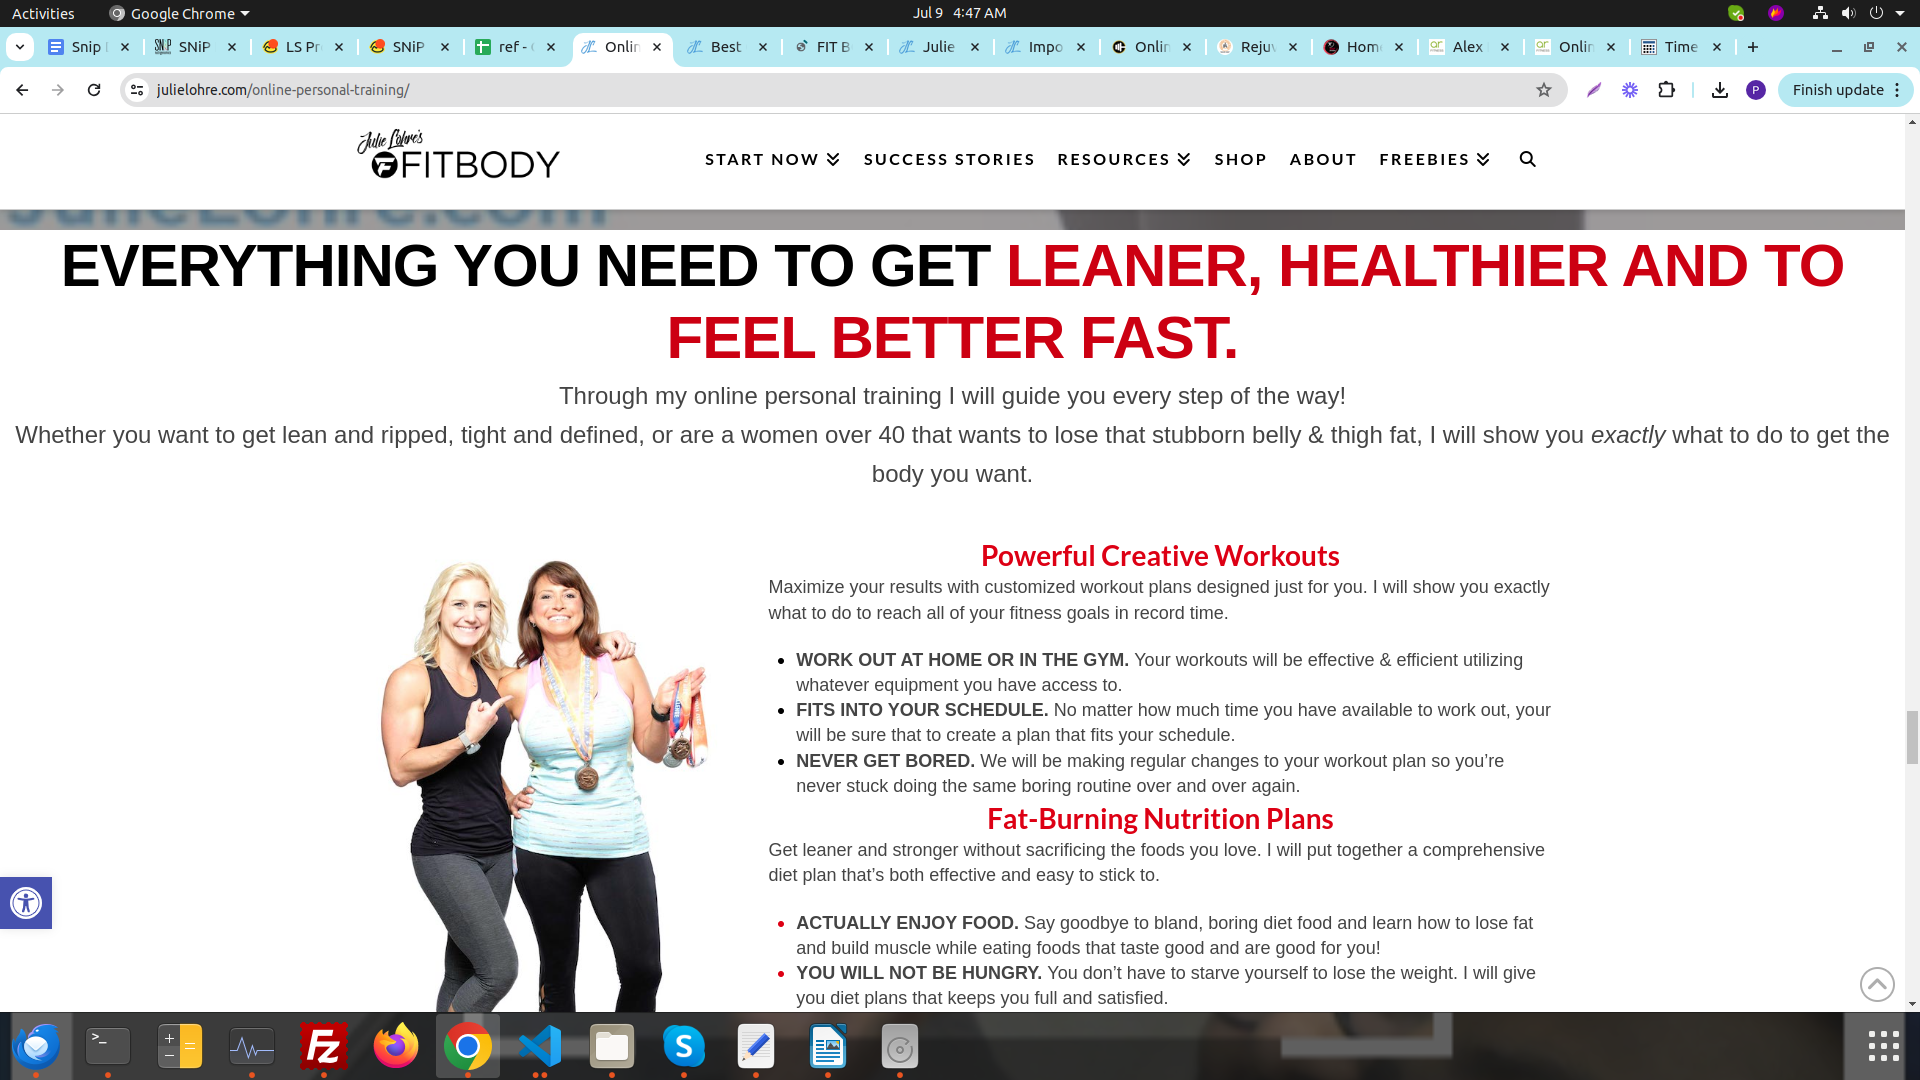 Activities
Google Chrome
Jul 9 4:47 AM
Snip
SNiP
LS Pr
SNiP
ref -
Onlin
Best
FIT B
Julie
Impo
Onlin
Reju
Hom
Alex
Onlin
Time
julielohre.com/online-personal-training/
P
Finish update
Julie Lohre's
FITBODY
START NOW
SUCCESS STORIES
RESOURCES
SHOP
ABOUT
FREEBIES
JulieLohre.com
EVERYTHING YOU NEED TO GET LEANER, HEALTHIER AND TO
FEEL BETTER FAST.
Through my online personal training I will guide you every step of the way!
Whether you want to get lean and ripped, tight and defined, or are a women over 40 that wants to lose that stubborn belly & thigh fat, I will show you exactly what to do to get the
body you want.
Powerful Creative Workouts
Maximize your results with customized workout plans designed just for you. I will show you exactly
what to do to reach all of your fitness goals in record time.
• WORK OUT AT HOME OR IN THE GYM. Your workouts will be effective & efficient utilizing
whatever equipment you have access to.
• FITS INTO YOUR SCHEDULE. No matter how much time you have available to work out, your
will be sure that to create a plan that fits your schedule.
• NEVER GET BORED. We will be making regular changes to your workout plan so you’re
never stuck doing the same boring routine over and over again.
Fat-Burning Nutrition Plans
Get leaner and stronger without sacrificing the foods you love. I will put together a comprehensive
diet plan that’s both effective and easy to stick to.
• ACTUALLY ENJOY FOOD. Say goodbye to bland, boring diet food and learn how to lose fat
and build muscle while eating foods that taste good and are good for you!
• YOU WILL NOT BE HUNGRY. You don’t have to starve yourself to lose the weight. I will give
you diet plans that keeps you full and satisfied.